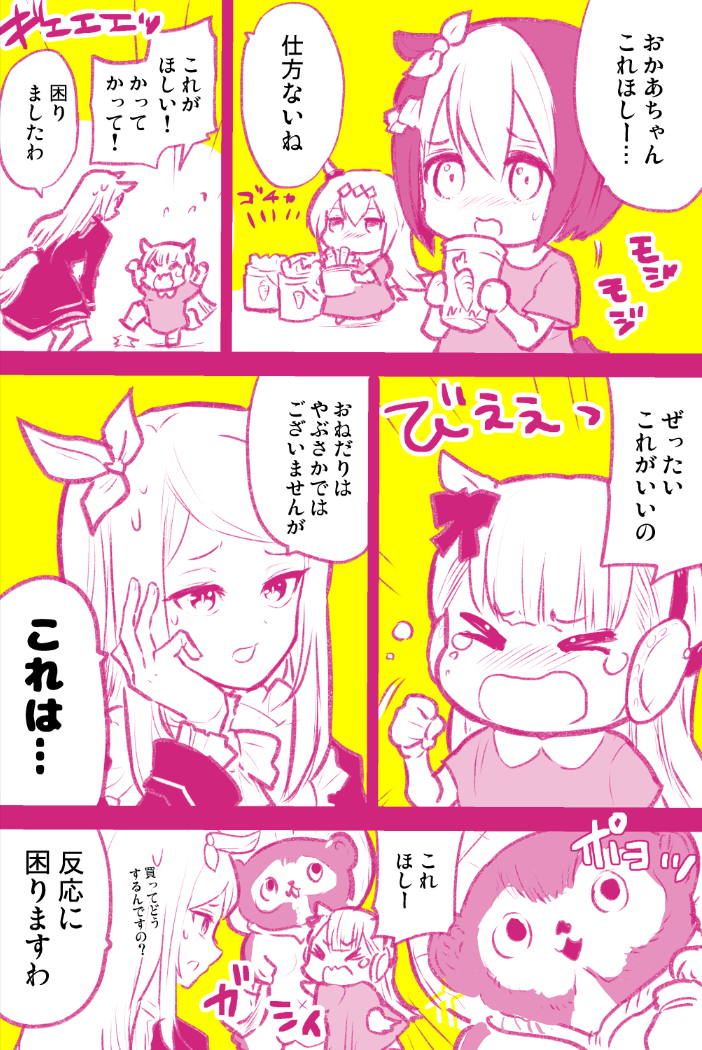 おかあちゃん
これほしー…
モジ
モジ
仕方ないね
ゴチャ
ギエエエッ
これが
ほしい！
かって
かって！
困り
ましたわ
ぜったい
これがいいの
びええっ
おねだりは
やぶさかでは
ございませんが
これは…
ポヨッ
これ
ほしー
ガッシィ
買ってどう
するんですの？
反応に
困りますわ